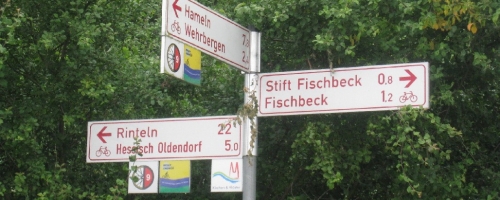 Hameln
Wehrbergen
Stift Fischbeck 0,8
Fischbeck 1,2
Rinteln 22
Hessisch Oldendorf 5,0